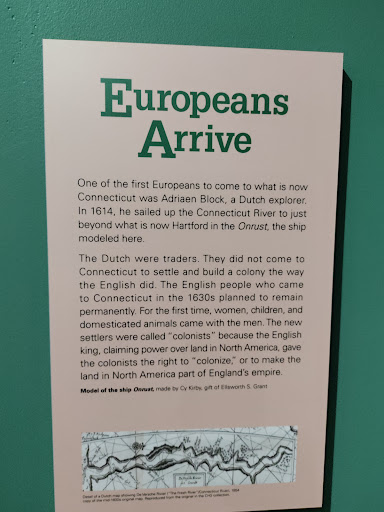 Europeans
Arrive
One of the first Europeans to come to what is now
Connecticut was Adriaen Block, a Dutch explorer.
In 1614, he sailed up the Connecticut River to just
beyond what is now Hartford in the Onrust, the ship
modeled here.
The Dutch were traders. They did not come to
Connecticut to settle and build a colony the way
the English did. The English people who came
to Connecticut in the 1630s planned to remain
permanently. For the first time, women, children, and
domesticated animals came with the men. The new
settlers were called “colonists” because the English
king, claiming power over land in North America, gave
the colonists the right to “colonize,” or to make the
land in North America part of England’s empire.
Model of the ship Onrust, made by Cy Kirby, gift of Ellsworth S. Grant